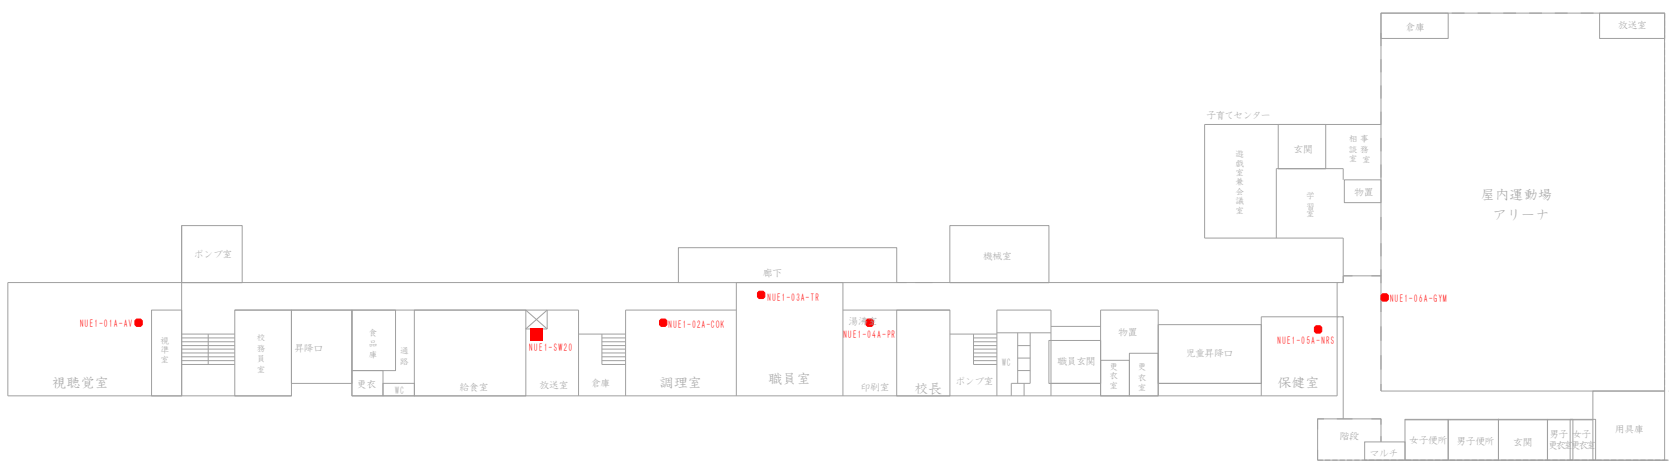 倉庫
放送室
子育てセンター
遊戯室兼会議室
玄関
相談室
事務室
物置
学習室
屋内運動場
アリーナ
ポンプ室
機械室
廊下
NUE1-01A-AV
NUE1-02A-COK
NUE1-03A-TR
湯沸室
NUE1-04A-PR
NUE1-05A-NRS
NUE1-06A-GYM
NUE1-SW20
視聴覚室
視準室
校務員室
昇降口
食品庫
通路
更衣
WC
給食室
放送室
倉庫
調理室
職員室
印刷室
校長
ポンプ室
WC
職員玄関
物置
更衣室
更衣室
児童昇降口
保健室
階段
マルチ
女子便所
男子便所
玄関
男子更衣室
女子更衣室
用具庫